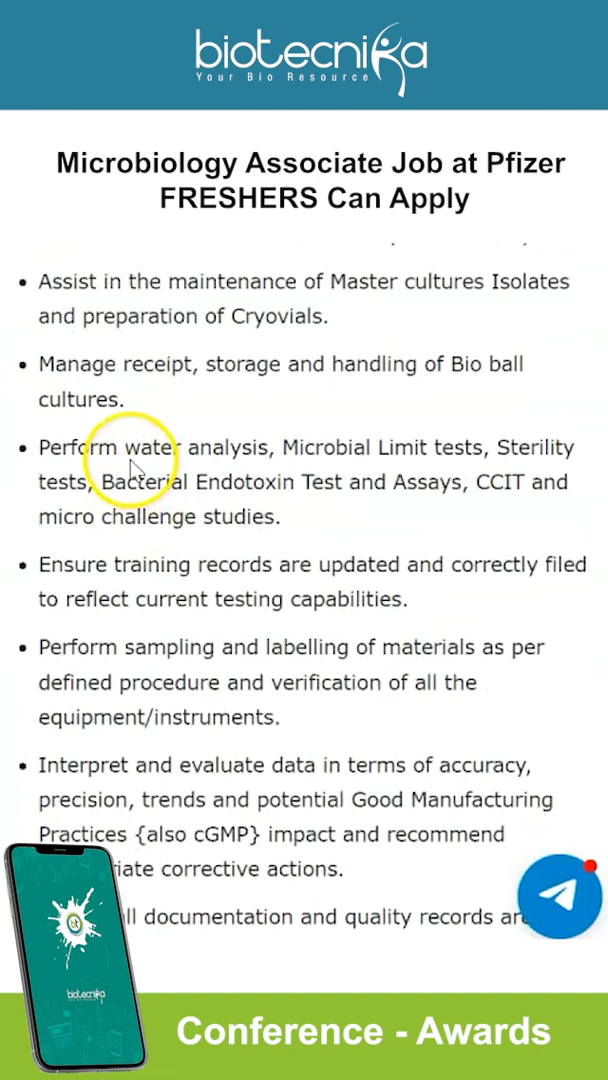 biotecnika
Your Bio Resource
Microbiology Associate Job at Pfizer
FRESHERS Can Apply
• Assist in the maintenance of Master cultures Isolates
and preparation of Cryovials.
• Manage receipt, storage and handling of Bio ball
cultures.
• Perform water analysis, Microbial Limit tests, Sterility
tests, Bacterial Endotoxin Test and Assays, CCIT and
micro challenge studies.
• Ensure training records are updated and correctly filed
to reflect current testing capabilities.
• Perform sampling and labelling of materials as per
defined procedure and verification of all the
equipment/instruments.
• Interpret and evaluate data in terms of accuracy,
precision, trends and potential Good Manufacturing
Practices {also cGMP} impact and recommend
corrective actions.
documentation and quality records
bt
biotecnika
Conference - Awards